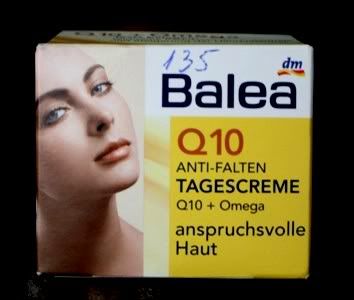 135
dm
Balea
Q10
ANTI-FALTEN
TAGESCREME
Q10 + Omega
anspruchsvolle
Haut